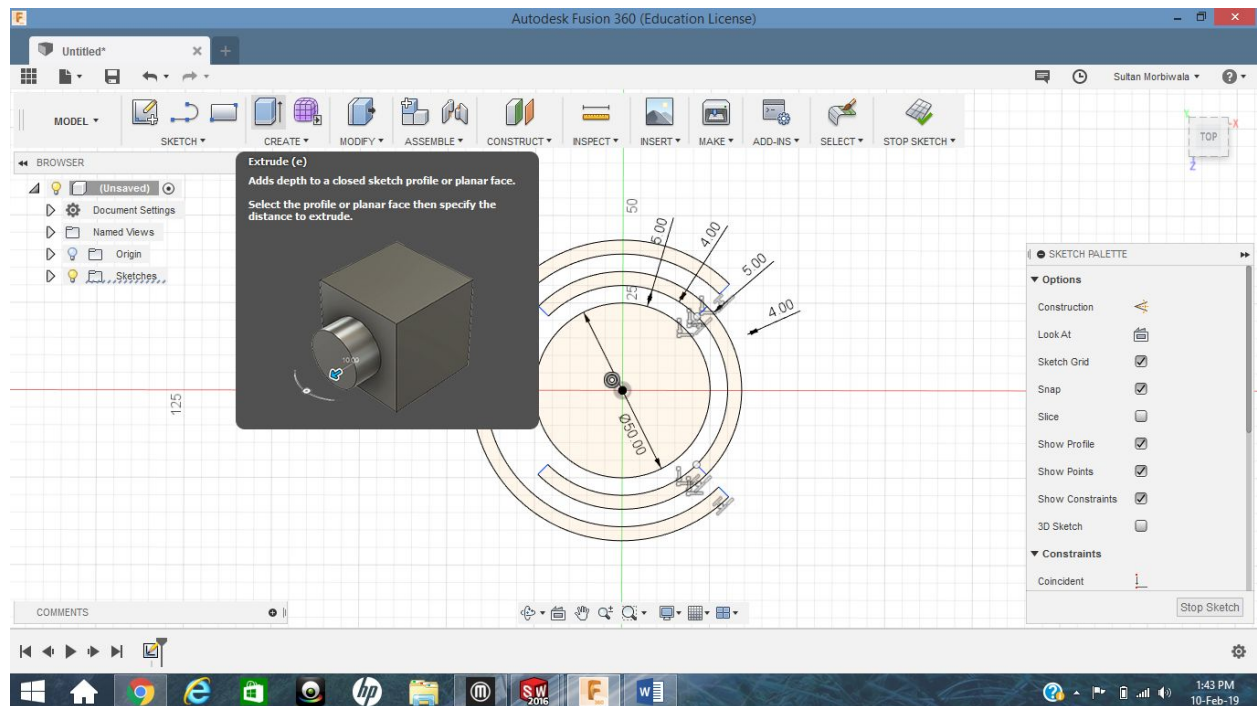 Autodesk Fusion 360 (Education License)
Untitled*
Sultan Morbiwala
MODEL
SKETCH
CREATE
MODIFY
ASSEMBLE
CONSTRUCT
INSPECT
INSERT
MAKE
ADD-INS
SELECT
STOP SKETCH
BROWSER
(Unsaved)
Document Settings
Named Views
Origin
Sketches
Extrude (e)
Adds depth to a closed sketch profile or planar face.
Select the profile or planar face then specify the
distance to extrude.
10.00
TOP
X
Z
50
25
125
5.00
4.00
5.00
4.00
Ø50.00
SKETCH PALETTE
Options
Construction
Look At
Sketch Grid
Snap
Slice
Show Profile
Show Points
Show Constraints
3D Sketch
Constraints
Coincident
Stop Sketch
COMMENTS
hp
SW
2016
F
W
1:43 PM
10-Feb-19